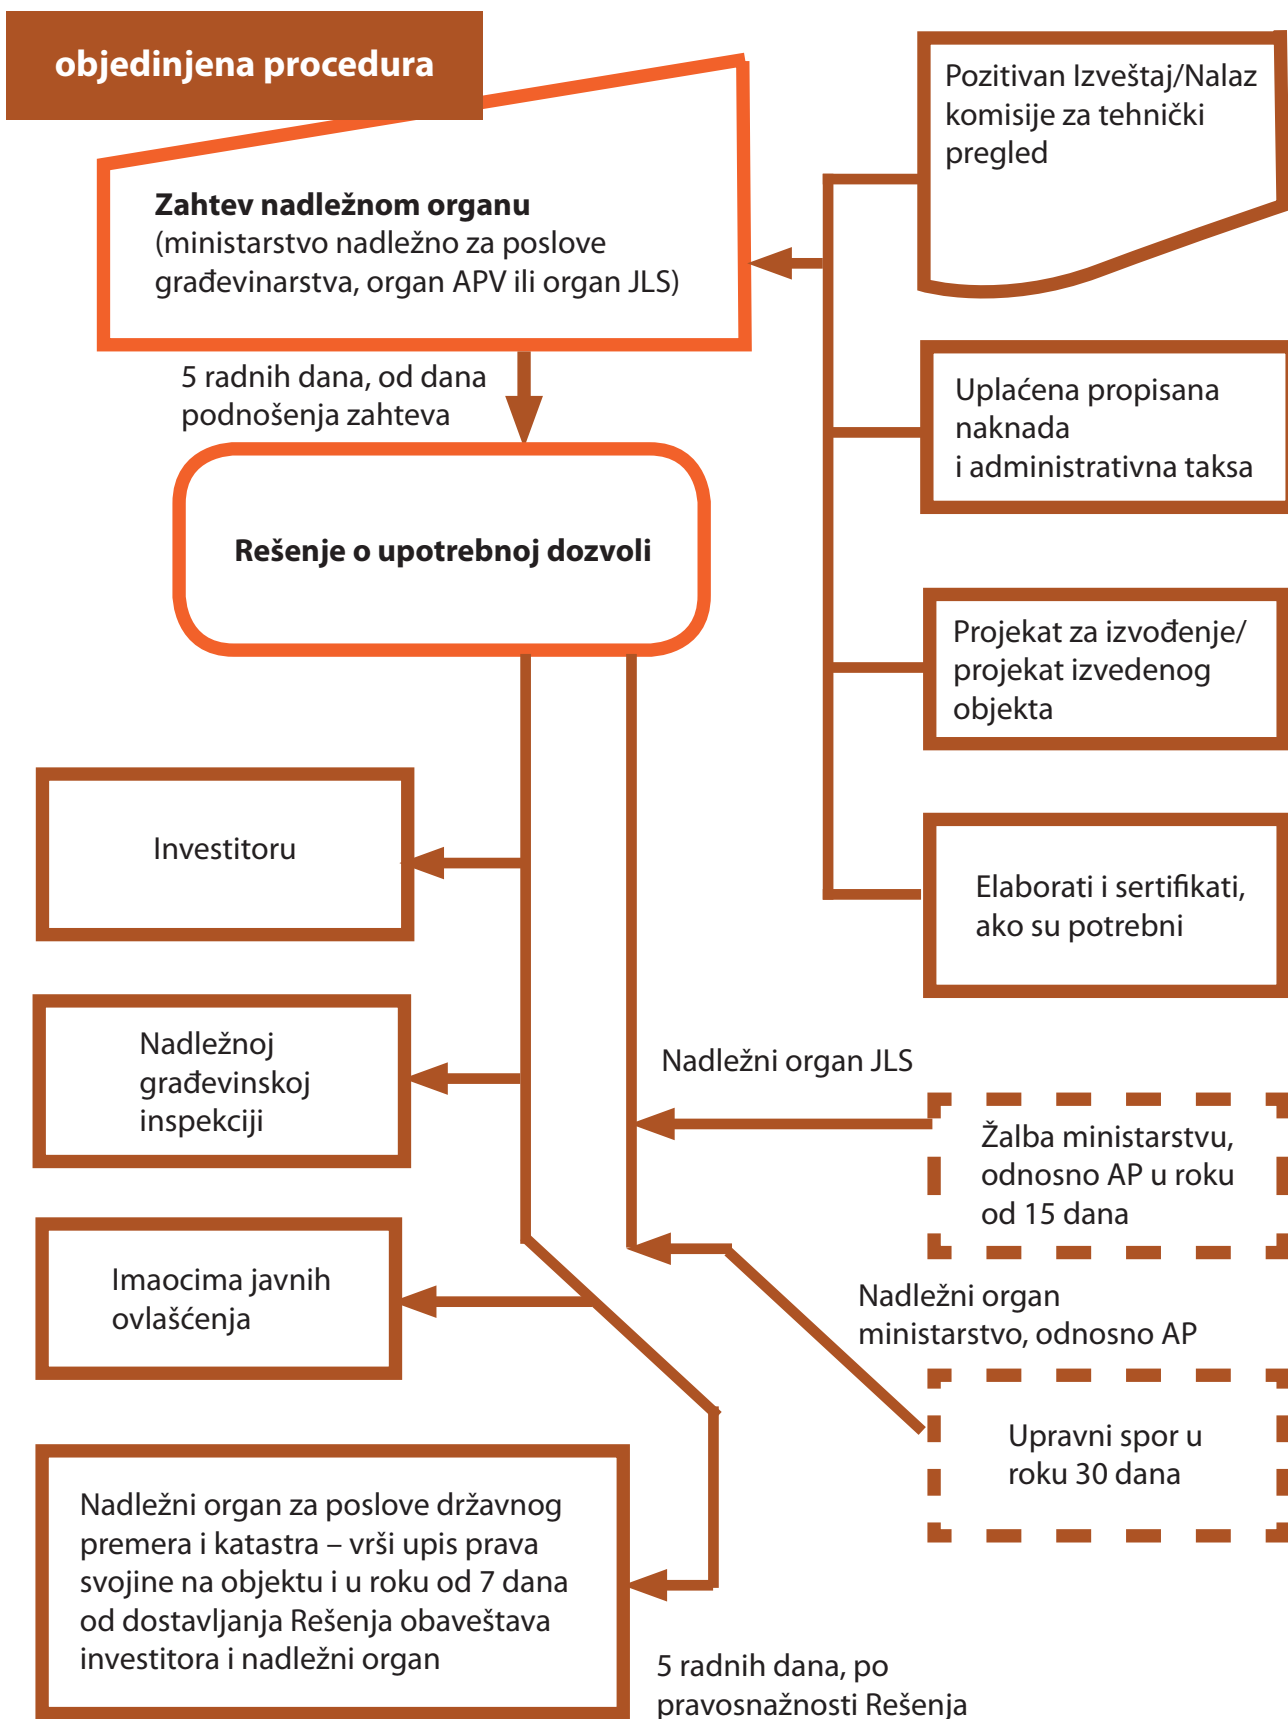 objedinjena procedura
Zahtev nadležnom organu
(ministarstvo nadležno za poslove
građevinarstva, organ APV ili organ JLS)
Pozitivan Izveštaj/Nalaz
komisije za tehnički
pregled
5 radnih dana, od dana
podnošenja zahteva
Uplaćena propisana
naknada
i administrativna taksa
Rešenje o upotrebnoj dozvoli
Projekat za izvođenje/
projekat izvedenog
objekta
Investitoru
Elaborati i sertifikati,
ako su potrebni
Nadležnoj
građevinskoj
inspekciji
Nadležni organ JLS
Žalba ministarstvu,
odnosno AP u roku
od 15 dana
Imaocima javnih
ovlašćenja
Nadležni organ
ministarstvo, odnosno AP
Upravni spor u
roku 30 dana
Nadležni organ za poslove državnog
premera i katastra – vrši upis prava
svojine na objektu i u roku od 7 dana
od dostavljanja Rešenja obaveštava
investitora i nadležni organ
5 radnih dana, po
pravosnažnosti Rešenja